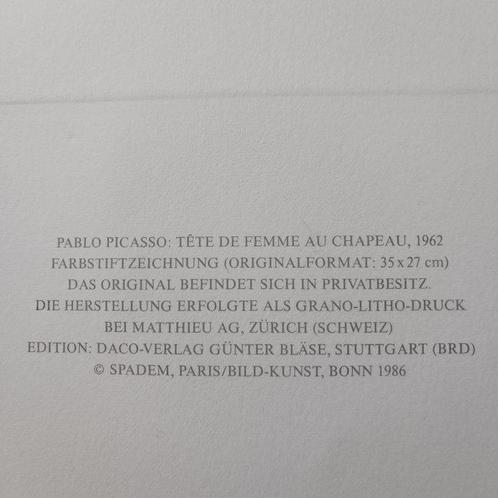 PABLO PICASSO: TÊTE DE FEMME AU CHAPEAU, 1962
FARBSTIFTZEICHNUNG (ORIGINALFORMAT: 35 x 27 cm)
DAS ORIGINAL BEFINDET SICH IN PRIVATBESITZ.
DIE HERSTELLUNG ERFOLGTE ALS GRANO-LITHO-DRUCK
BEI MATTHIEU AG, ZÜRICH (SCHWEIZ)
EDITION: DACO-VERLAG GÜNTER BLÄSE, STUTTGART (BRD)
© SPADEM, PARIS/BILD-KUNST, BONN 1986